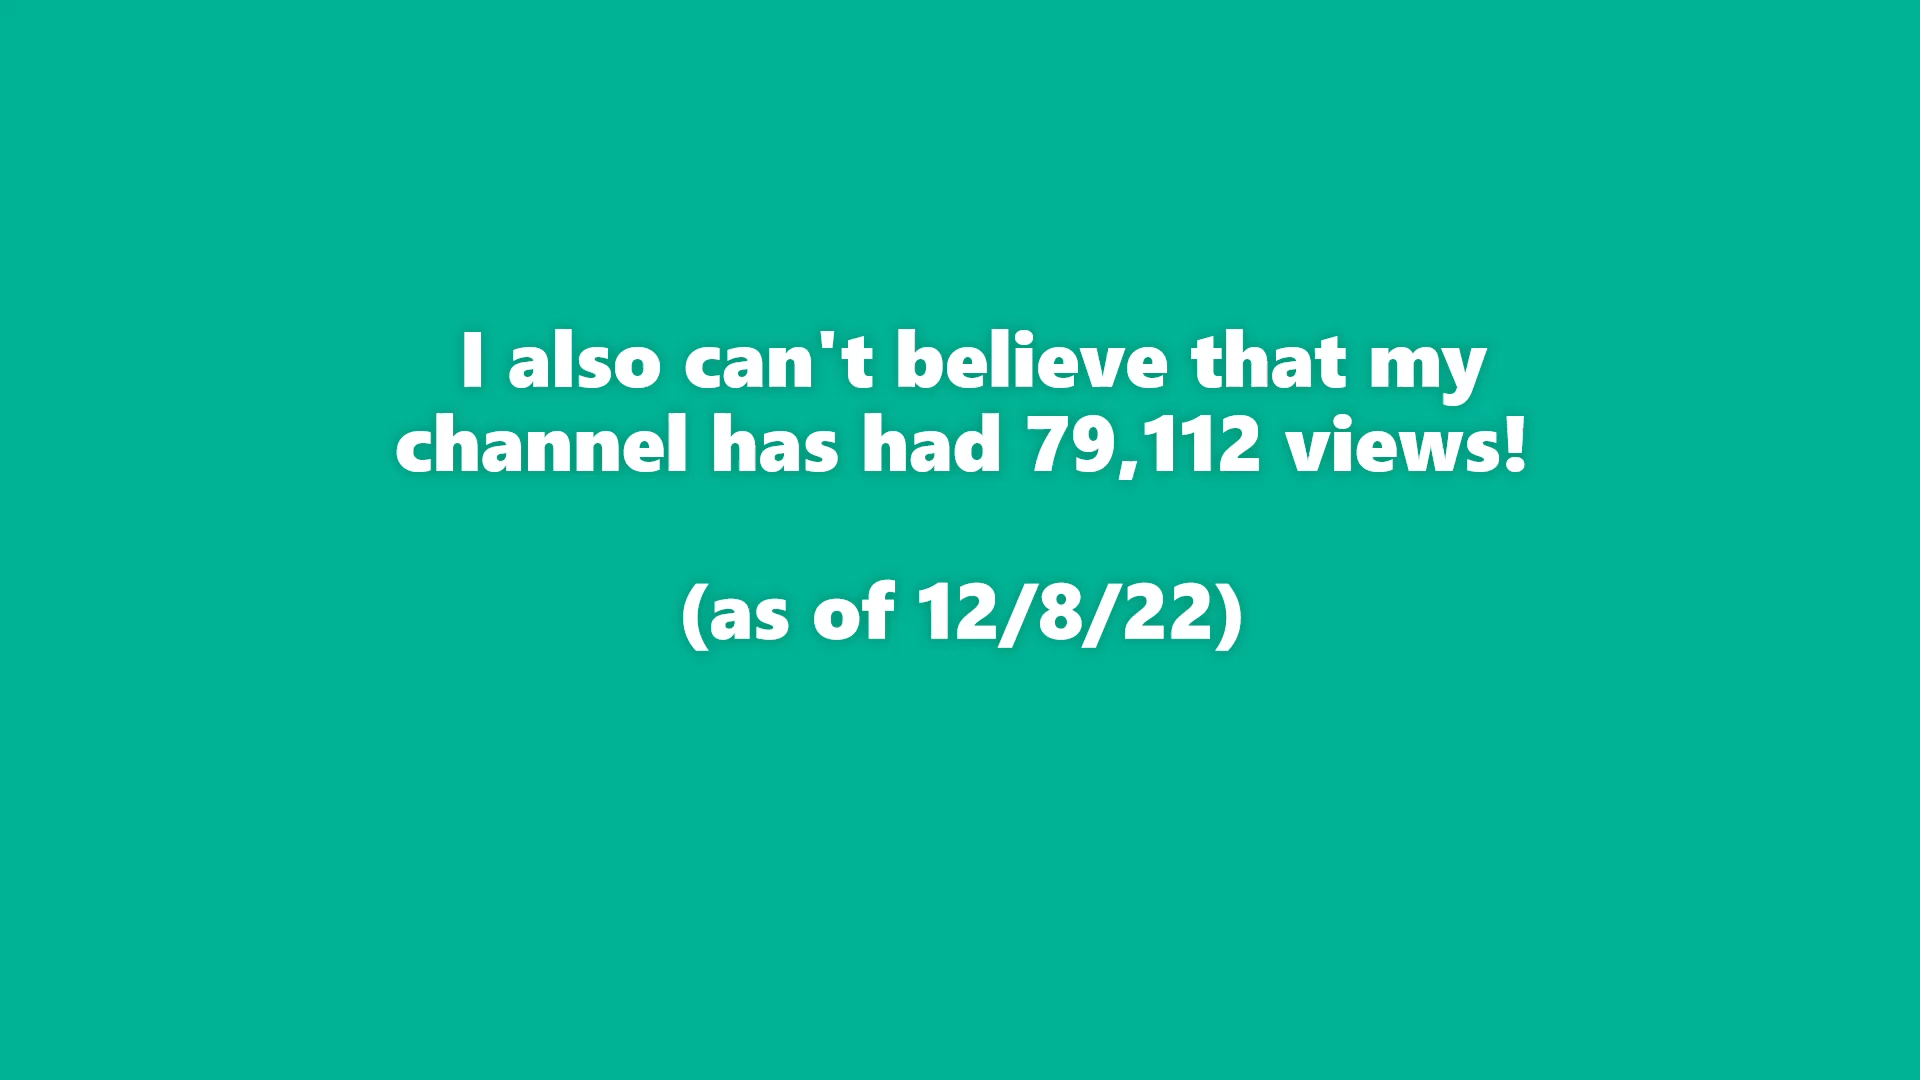 I also can't believe that my
channel has had 79,112 views!
(as of 12/8/22)